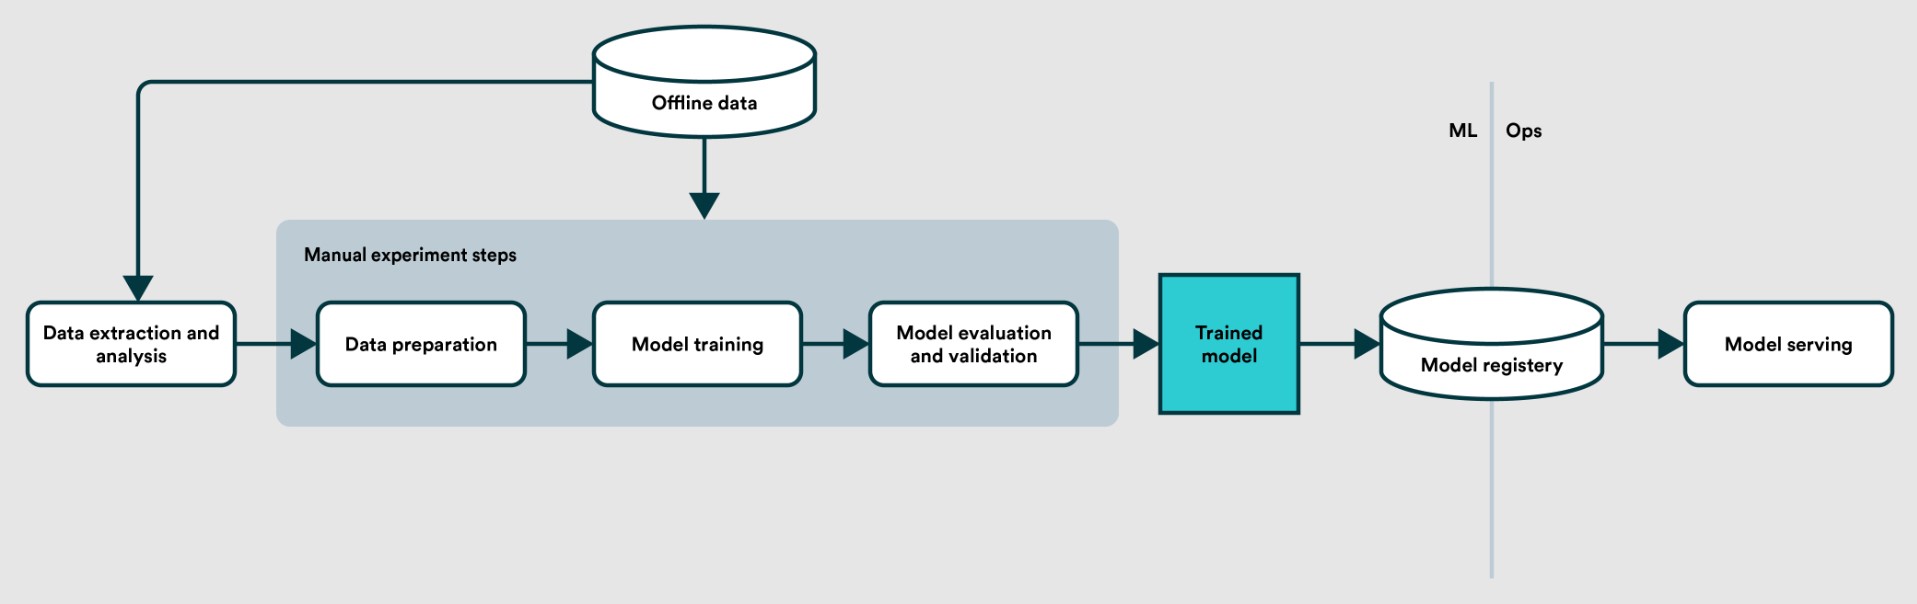 Offline data
ML
Ops
Manual experiment steps
Data extraction and
analysis
Data preparation
Model training
Model evaluation
and validation
Trained
model
Model registery
Model serving